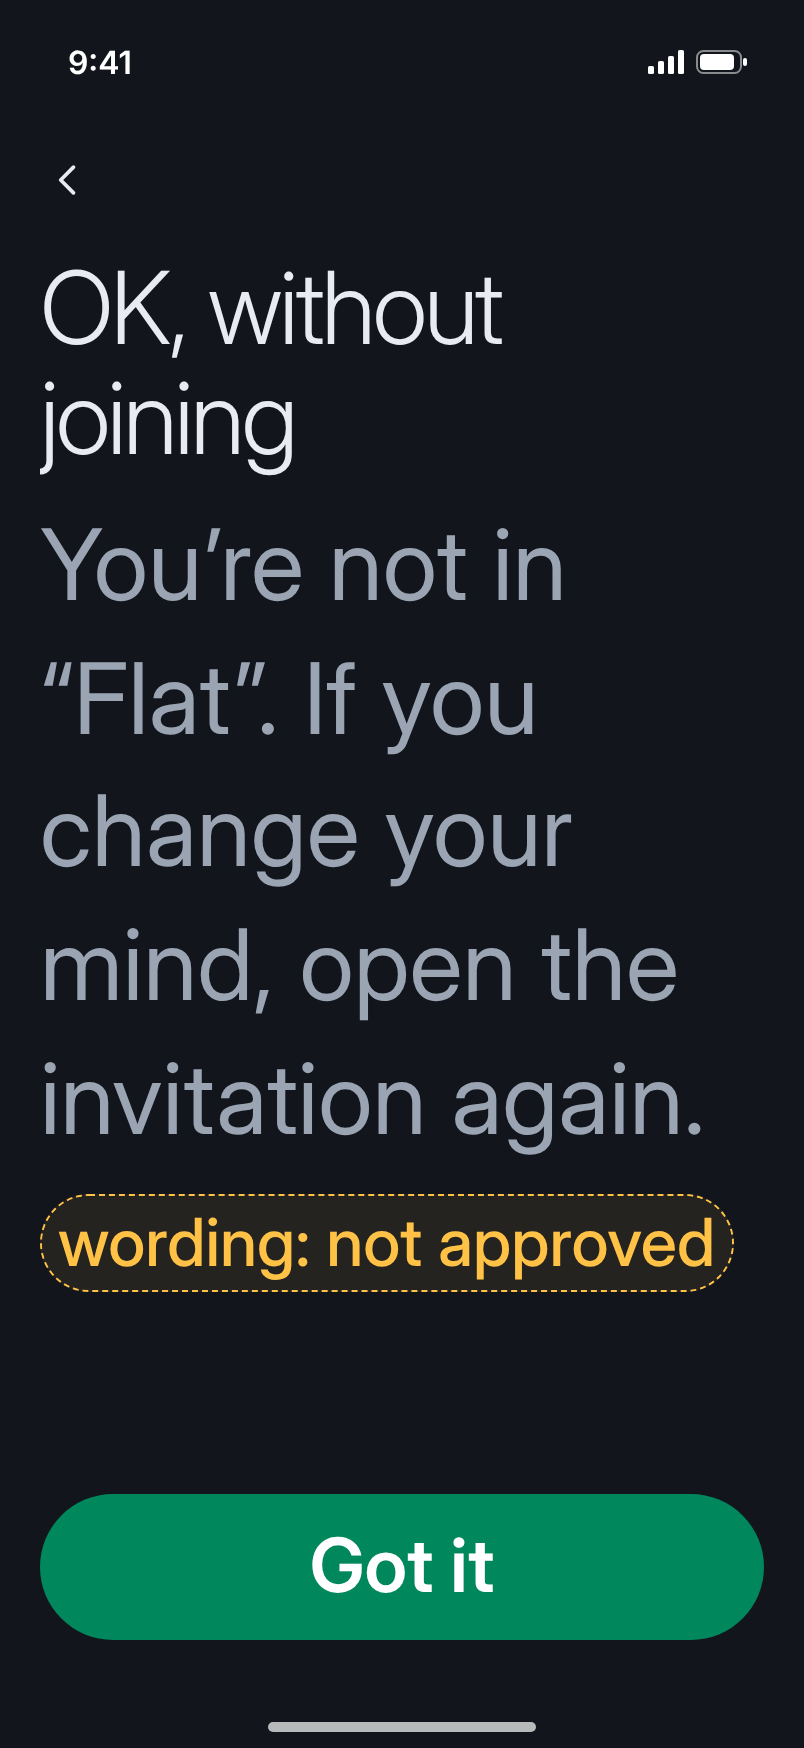 9:41
OK, without
joining
You’re not in
“Flat”. If you
change your
mind, open the
invitation again.
wording: not approved
Got it